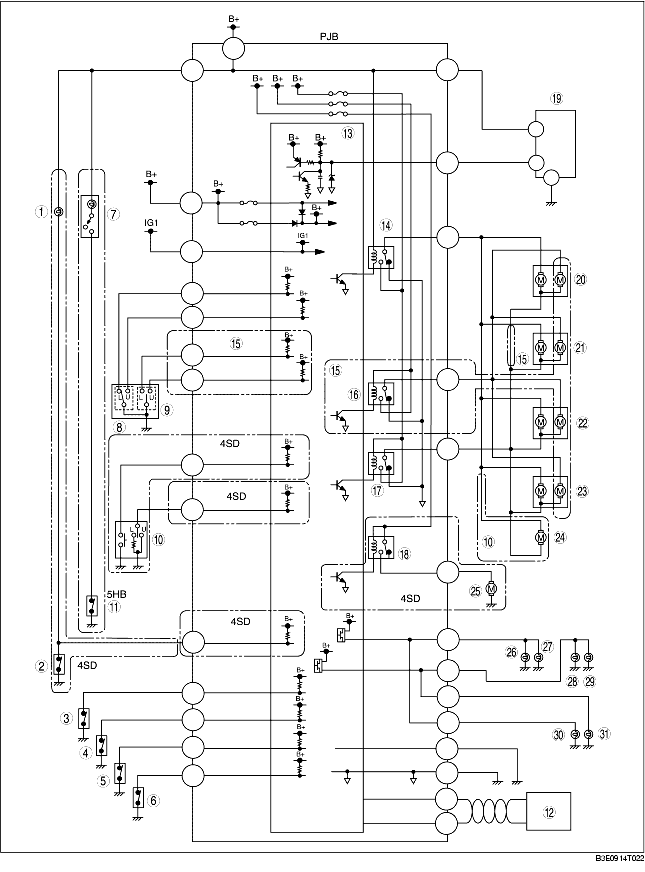 B+
PJB
B+ B+ B+
⑲
⑬
B+ B+
① ⑦
B+ B+
B+
IG1 IG1
⑭
B+
B+
⑳
⑮ B+
B+
⑮ ㉑
⑮
L U L U
⑯
⑧ ⑨
㉒
4SD B+
⑰
4SD B+
㉓
L U
⑩
⑩ ㉔
⑱
5HB
⑪
4SD
㉕
4SD B+
B+
B+
② 4SD
㉖ ㉗
㉘ ㉙
B+
③
B+
④
B+
㉚ ㉛
⑤
B+
⑥
⑫
B3E0914T022